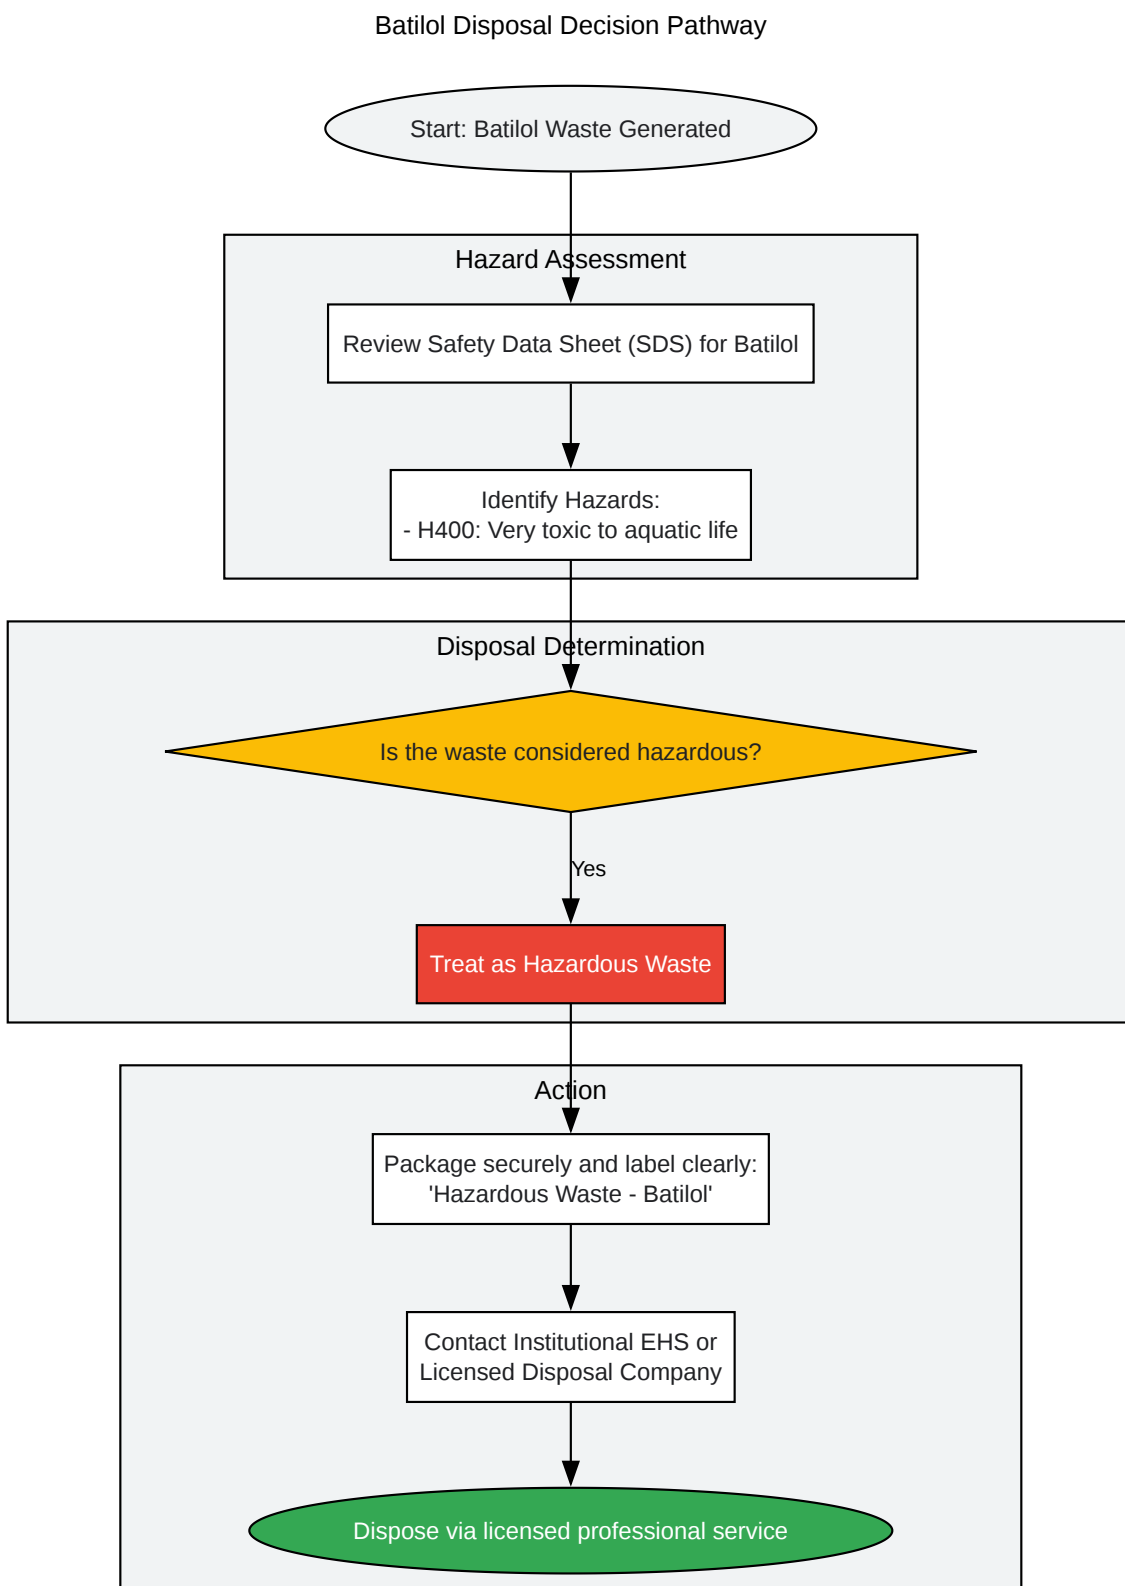 Batilol Disposal Decision Pathway
Start: Batilol Waste Generated
Hazard Assessment
Review Safety Data Sheet (SDS) for Batilol
Identify Hazards:
- H400: Very toxic to aquatic life
Disposal Determination
Is the waste considered hazardous?
Yes
Treat as Hazardous Waste
Action
Package securely and label clearly:
'Hazardous Waste - Batilol'
Contact Institutional EHS or
Licensed Disposal Company
Dispose via licensed professional service